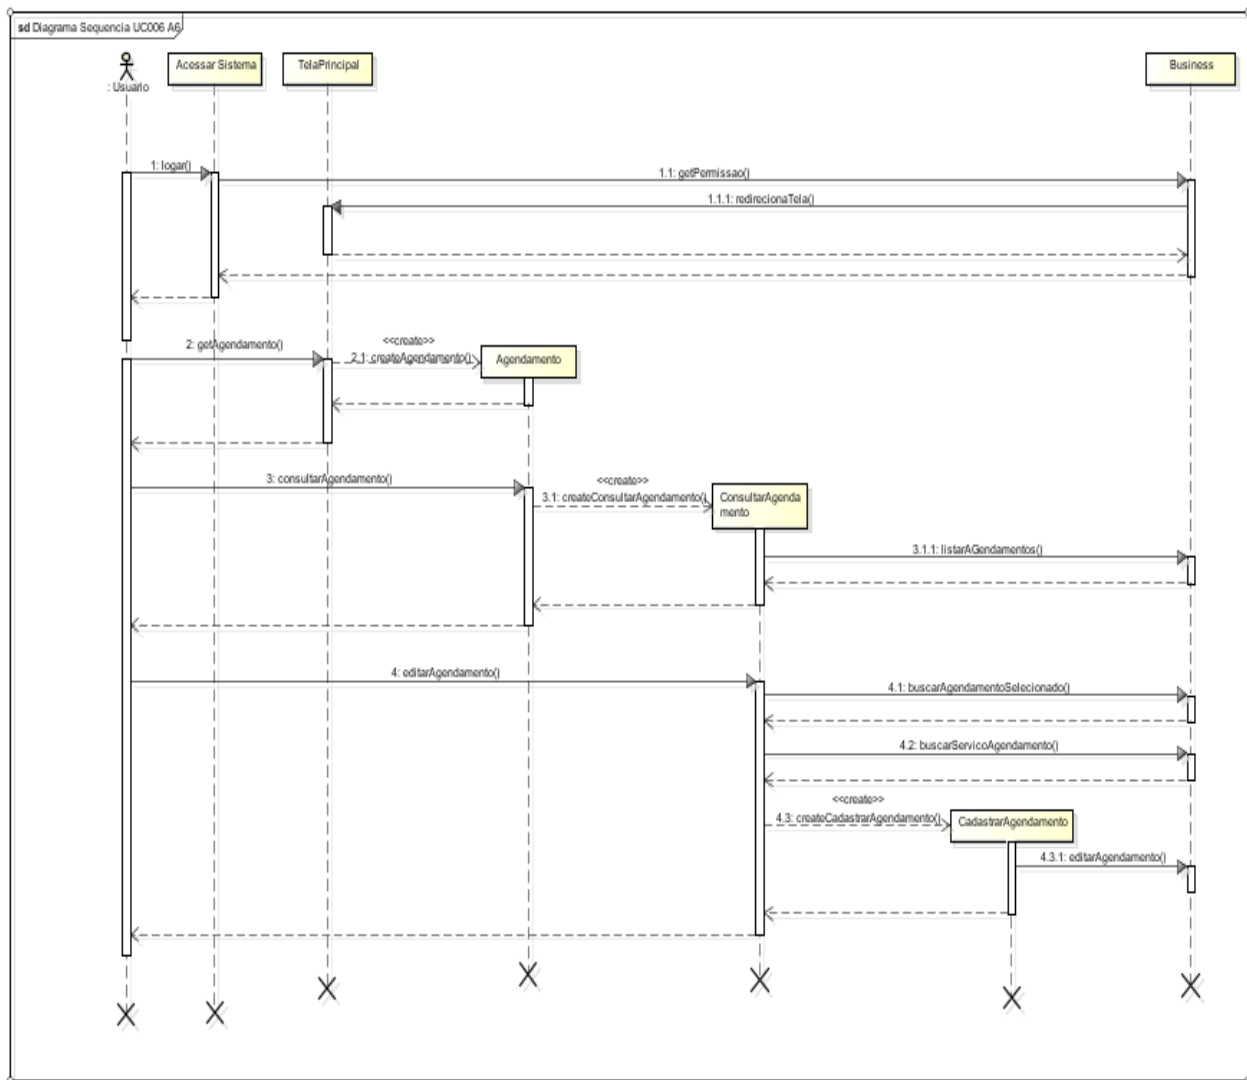 sd Diagrama Sequencia UC006 A6
: Usuario
Acessar Sistema
TelaPrincipal
Business
1: logar()
1.1: getPermissao()
1.1.1: redirecionaTela()
2: getAgendamento()
<<create>>
2.1: createAgendamento()
Agendamento
3: consultarAgendamento()
<<create>>
3.1: createConsultarAgendamento()
ConsultarAgenda
mento
3.1.1: listarAGendamentos()
4: editarAgendamento()
4.1: buscarAgendamentoSelecionado()
4.2: buscarServicoAgendamento()
<<create>>
4.3: createCadastrarAgendamento()
CadastrarAgendamento
4.3.1: editarAgendamento()